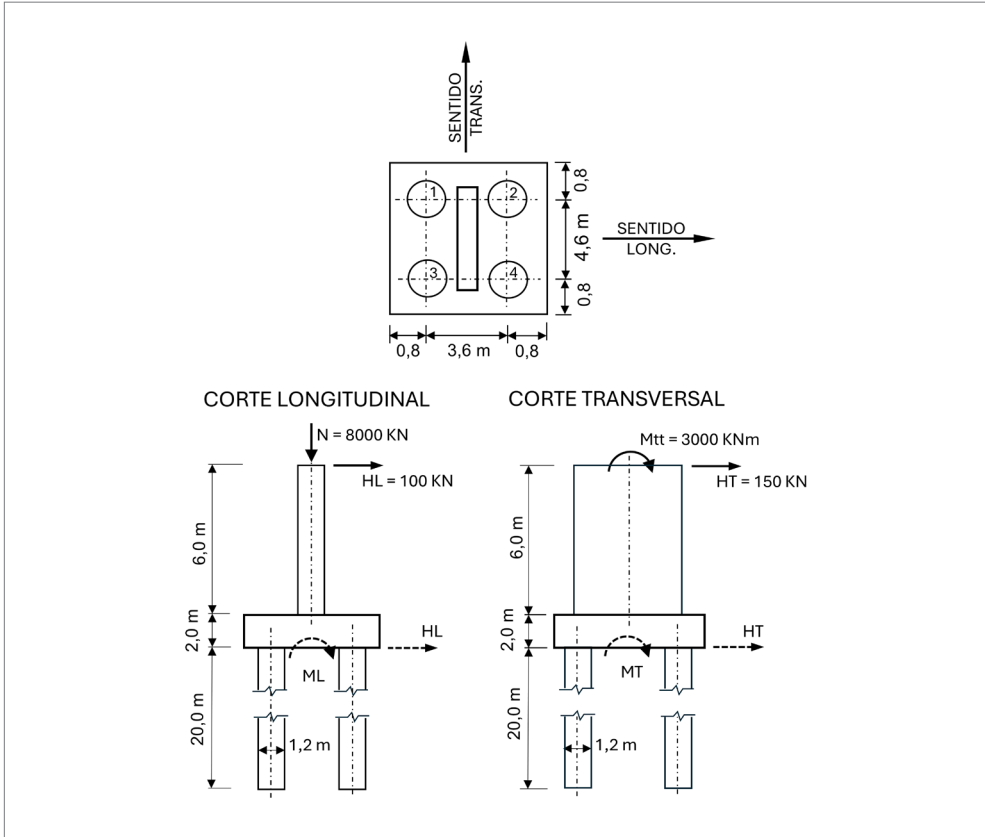 SENTIDO
TRANS.
1
2
3
4
0,8
4,6 m
0,8
SENTIDO
LONG.
0,8
3,6 m
0,8
CORTE LONGITUDINAL
N = 8000 KN
HL = 100 KN
6,0 m
2,0 m
HL
ML
20,0 m
1,2 m
CORTE TRANSVERSAL
Mtt = 3000 KNm
HT = 150 KN
6,0 m
2,0 m
HT
MT
20,0 m
1,2 m